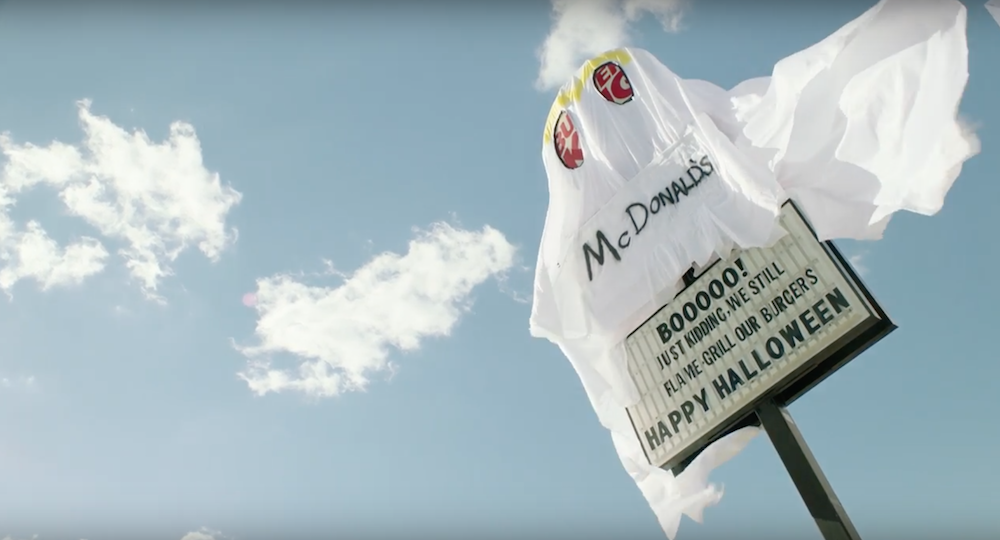 McDonald's
BOOOOO!
JUST KIDDING, WE STILL
FLAME-GRILL OUR BURGERS
HAPPY HALLOWEEN